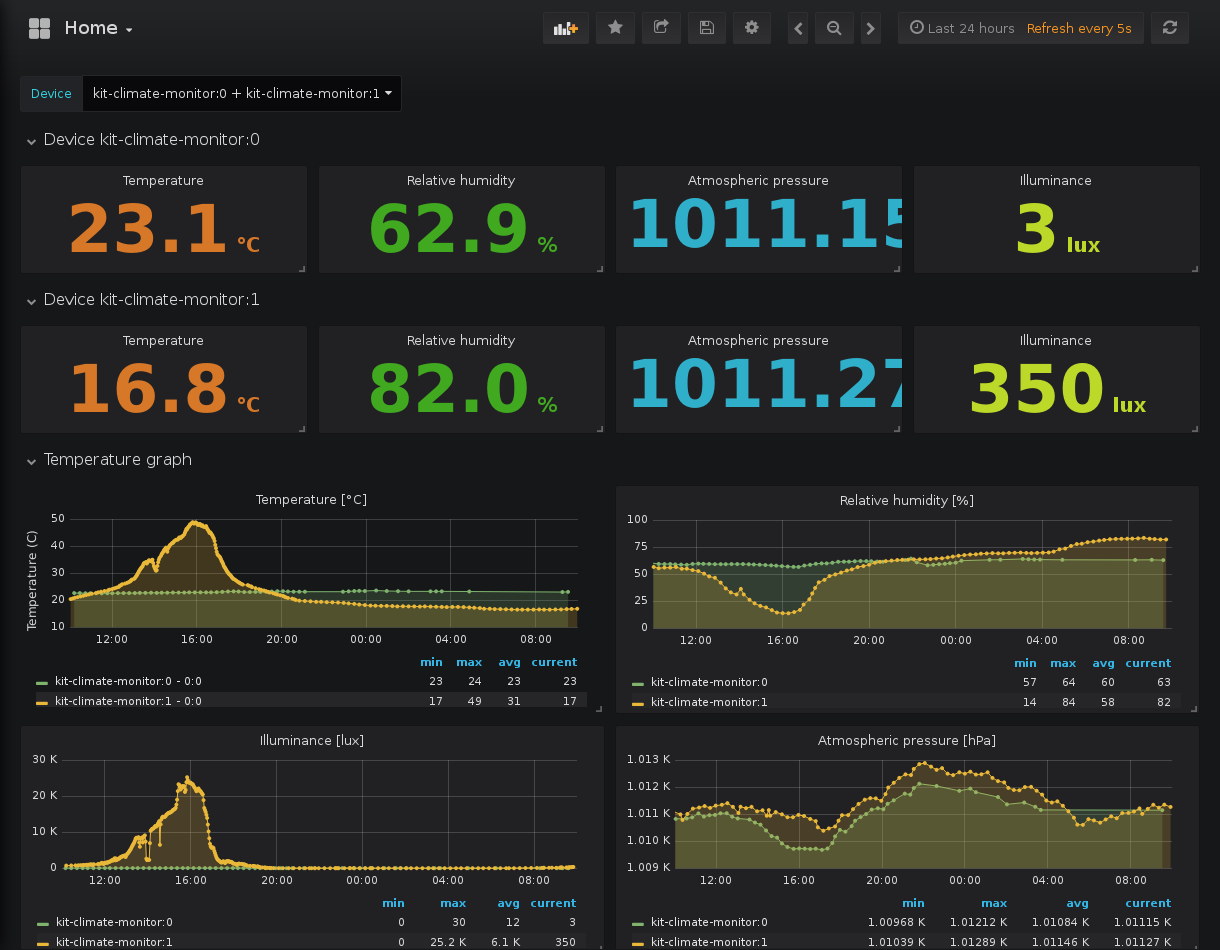 Home
Last 24 hours Refresh every 5s
Device kit-climate-monitor:0 + kit-climate-monitor:1
Device kit-climate-monitor:0
Temperature Relative humidity Atmospheric pressure Illuminance
23.1 °C 62.9 % 1011.15 3 lux
Device kit-climate-monitor:1
Temperature Relative humidity Atmospheric pressure Illuminance
16.8 °C 82.0 % 1011.27 350 lux
Temperature graph
Temperature [°C]
Temperature (C)
50
40
30
20
10
12:00 16:00 20:00 00:00 04:00 08:00
min max avg current
kit-climate-monitor:0 - 0:0 23 24 23 23
kit-climate-monitor:1 - 0:0 17 49 31 17
Relative humidity [%]
100
75
50
25
0
12:00 16:00 20:00 00:00 04:00 08:00
min max avg current
kit-climate-monitor:0 57 64 60 63
kit-climate-monitor:1 14 84 58 82
Illuminance [lux]
30 K
20 K
10 K
0
12:00 16:00 20:00 00:00 04:00 08:00
min max avg current
kit-climate-monitor:0 0 30 12 3
kit-climate-monitor:1 0 25.2 K 6.1 K 350
Atmospheric pressure [hPa]
1.013 K
1.012 K
1.011 K
1.010 K
1.009 K
12:00 16:00 20:00 00:00 04:00 08:00
min max avg current
kit-climate-monitor:0 1.00968 K 1.01212 K 1.01084 K 1.01115 K
kit-climate-monitor:1 1.01039 K 1.01289 K 1.01146 K 1.01127 K